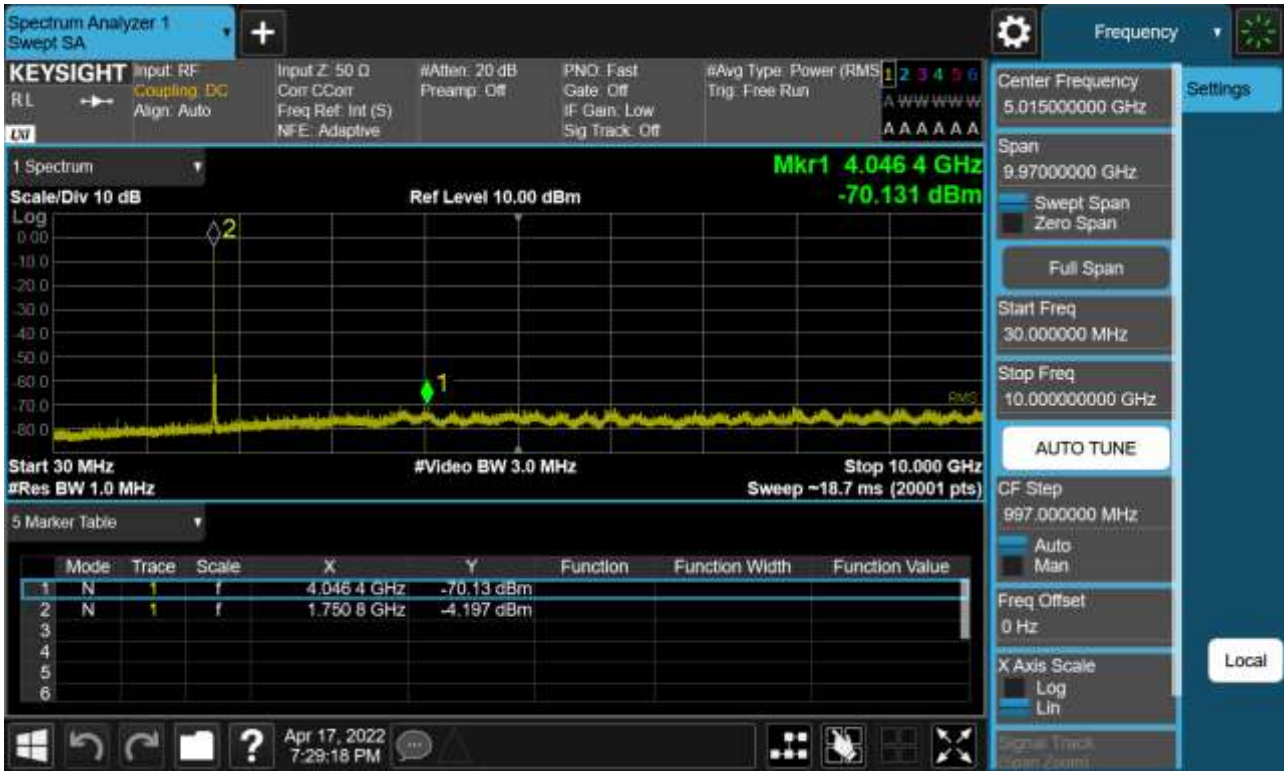 Spectrum Analyzer 1
Swept SA
+
Frequency
KEYSIGHT
RL
LXI
Input: RF
Coupling: DC
Align: Auto
Input Z: 50 Ω
Corr CCorr
Freq Ref: Int (S)
NFE: Adaptive
#Atten: 20 dB
Preamp: Off
PNO: Fast
Gate: Off
IF Gain: Low
Sig Track: Off
#Avg Type: Power (RMS
Trig: Free Run
1 2 3 4 5 6
A W W W W W
A A A A A A
1 Spectrum
Mkr1 4.046 4 GHz
-70.131 dBm
Scale/Div 10 dB
Ref Level 10.00 dBm
Log
0.00
-10.0
-20.0
-30.0
-40.0
-50.0
-60.0
-70.0
-80.0
2
1
RMS
Start 30 MHz
#Video BW 3.0 MHz
Stop 10.000 GHz
#Res BW 1.0 MHz
Sweep ~18.7 ms (20001 pts)
5 Marker Table
Mode Trace Scale X Y Function Function Width Function Value
1 N 1 f 4.046 4 GHz -70.13 dBm
2 N 1 f 1.750 8 GHz -4.197 dBm
3
4
5
6
Center Frequency
5.015000000 GHz
Span
9.97000000 GHz
Swept Span
Zero Span
Full Span
Start Freq
30.000000 MHz
Stop Freq
10.000000000 GHz
AUTO TUNE
CF Step
997.000000 MHz
Auto
Man
Freq Offset
0 Hz
X Axis Scale
Log
Lin
Signal Track
(Span Zoom)
Settings
Local
?
Apr 17, 2022
7:29:18 PM